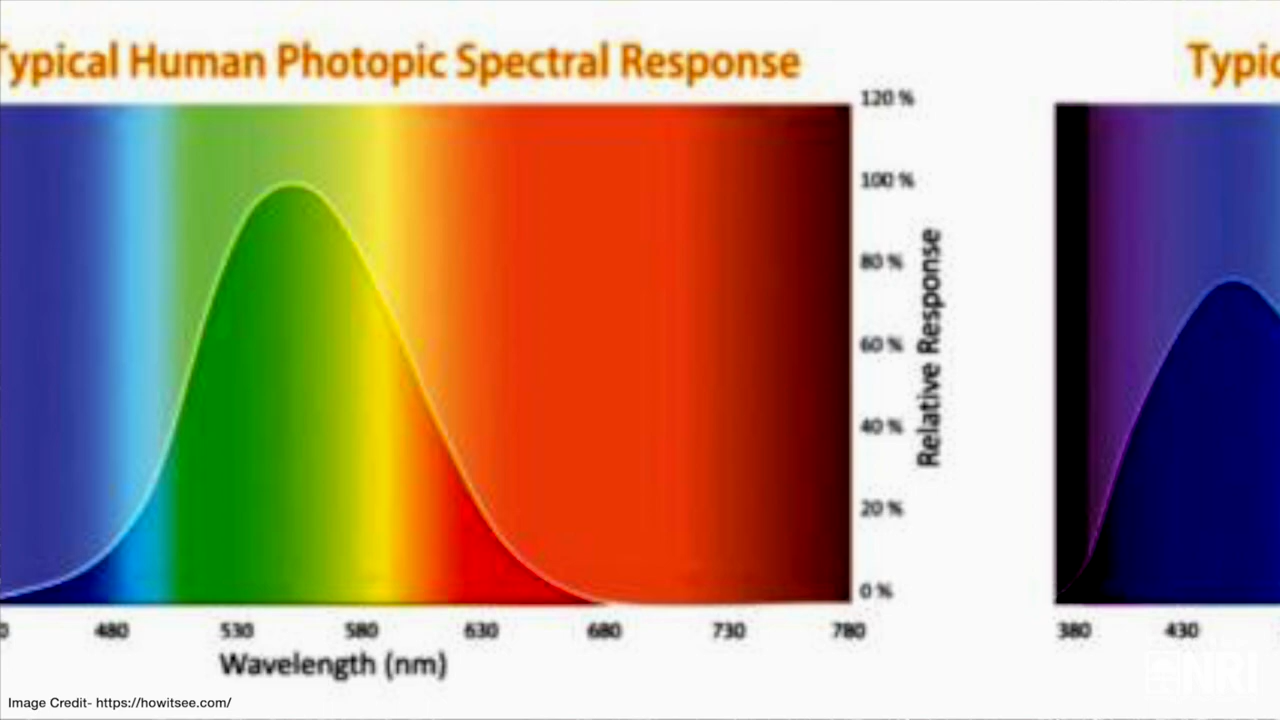 Typical Human Photopic Spectral Response
120 %
100 %
80 %
60 %
40 %
20 %
0 %
Relative Response
480 530 580 630 680 730 780
Wavelength (nm)
380 430
NRI
Image Credit- https://howitsee.com/